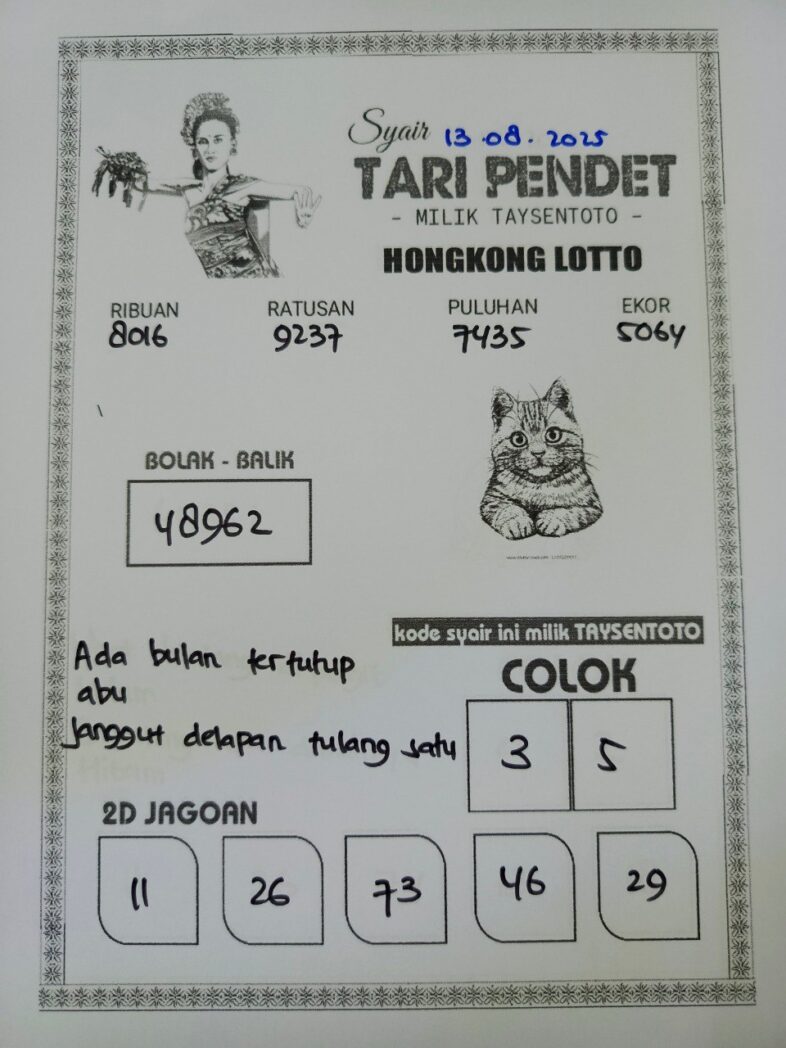 Syair 13.08.2025
TARI PENDET
- MILIK TAYSENTOTO -
HONGKONG LOTTO
RIBUAN RATUSAN PULUHAN EKOR
8016 9237 7435 5064
BOLAK - BALIK
48962
kode syair ini milik TAYSENTOTO
Ada bulan tertutup
abu
Janggut delapan tulang satu
COLOK
3 5
2D JAGOAN
11 26 73 46 29